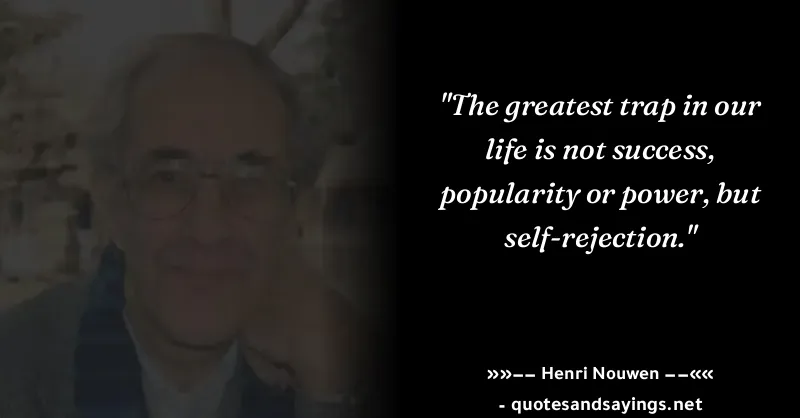 "The greatest trap in our
life is not success,
popularity or power, but
self-rejection."
»»–– Henri Nouwen ––««
- quotesandsayings.net